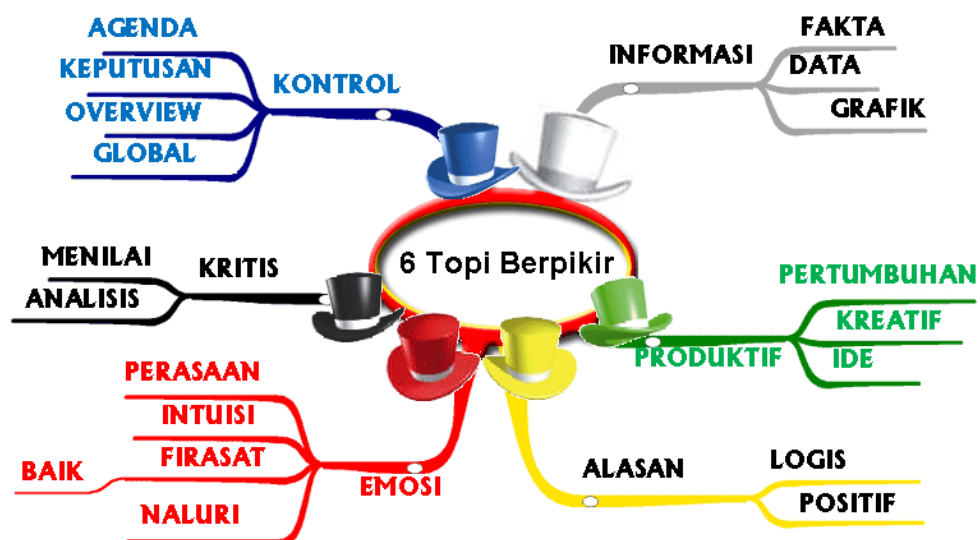 6 Topi Berpikir
KONTROL
AGENDA
KEPUTUSAN
OVERVIEW
GLOBAL
INFORMASI
FAKTA
DATA
GRAFIK
KRITIS
MENILAI
ANALISIS
PRODUKTIF
PERTUMBUHAN
KREATIF
IDE
EMOSI
PERASAAN
INTUISI
FIRASAT
BAIK
NALURI
ALASAN
LOGIS
POSITIF